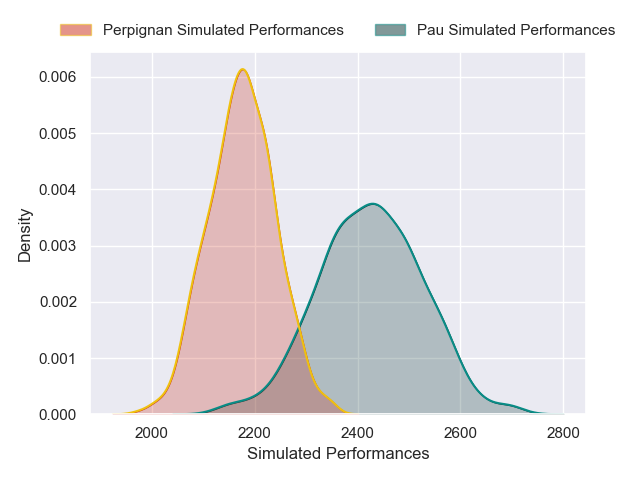 Perpignan Simulated Performances Pau Simulated Performances
0.006
0.005
0.004
0.003
0.002
0.001
0.000
Density
2000 2200 2400 2600 2800
Simulated Performances